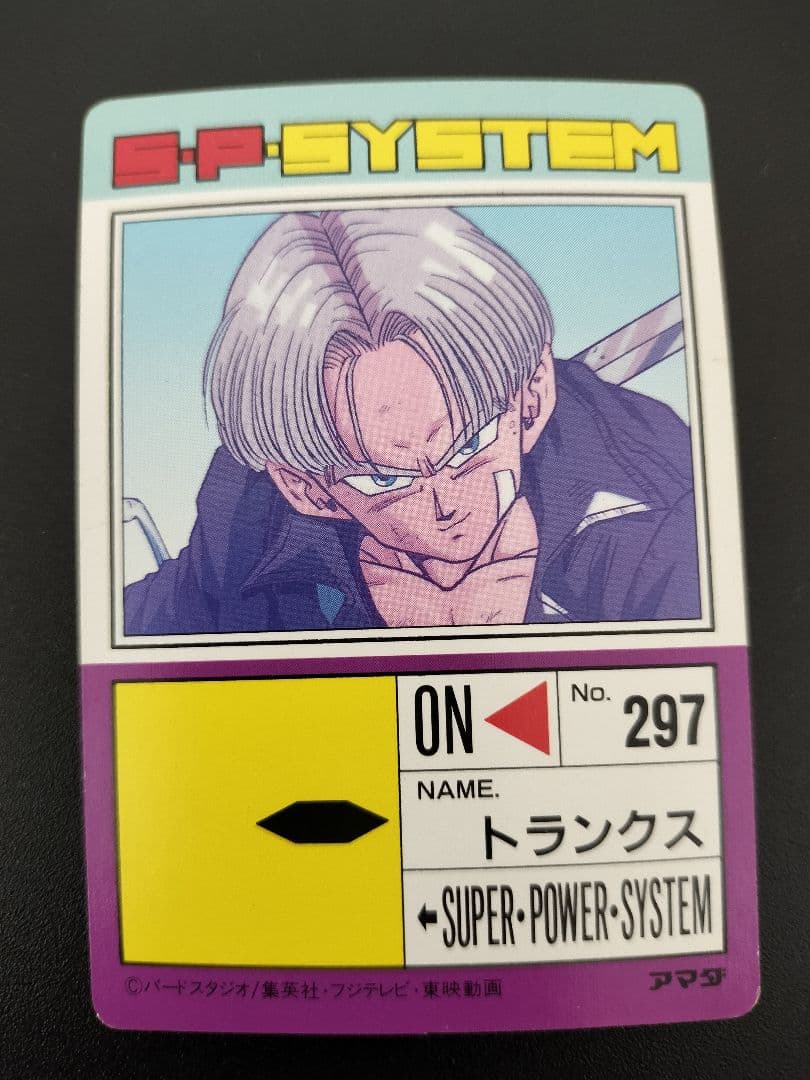 S・P・SYSTEM
ON
No. 297
NAME.
トランクス
←SUPER・POWER・SYSTEM
©バードスタジオ/集英社・フジテレビ・東映動画
アマダ